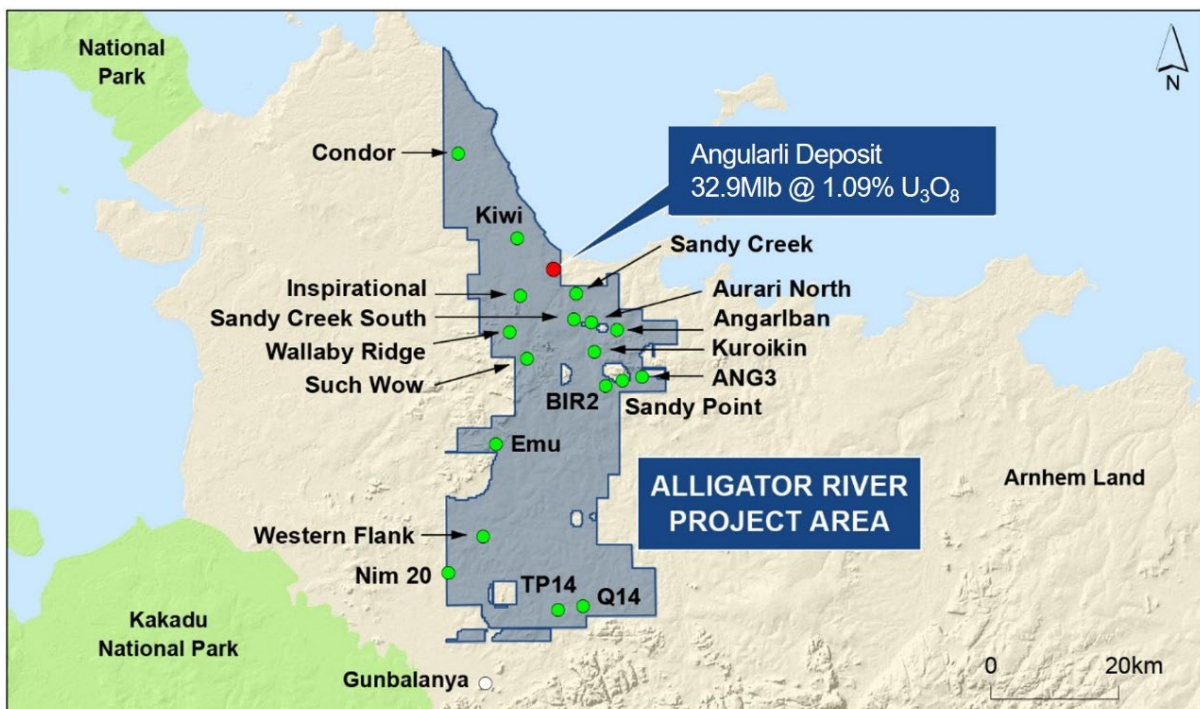 National
Park
N
Condor
Angularli Deposit
32.9Mlb @ 1.09% U₃O₈
Kiwi
Sandy Creek
Inspirational
Aurari North
Sandy Creek South
Angarlban
Wallaby Ridge
Kuroikin
Such Wow
ANG3
BIR2
Sandy Point
Emu
ALLIGATOR RIVER
PROJECT AREA
Arnhem Land
Western Flank
Nim 20
TP14
Q14
Kakadu
National Park
Gunbalanya
0
20km